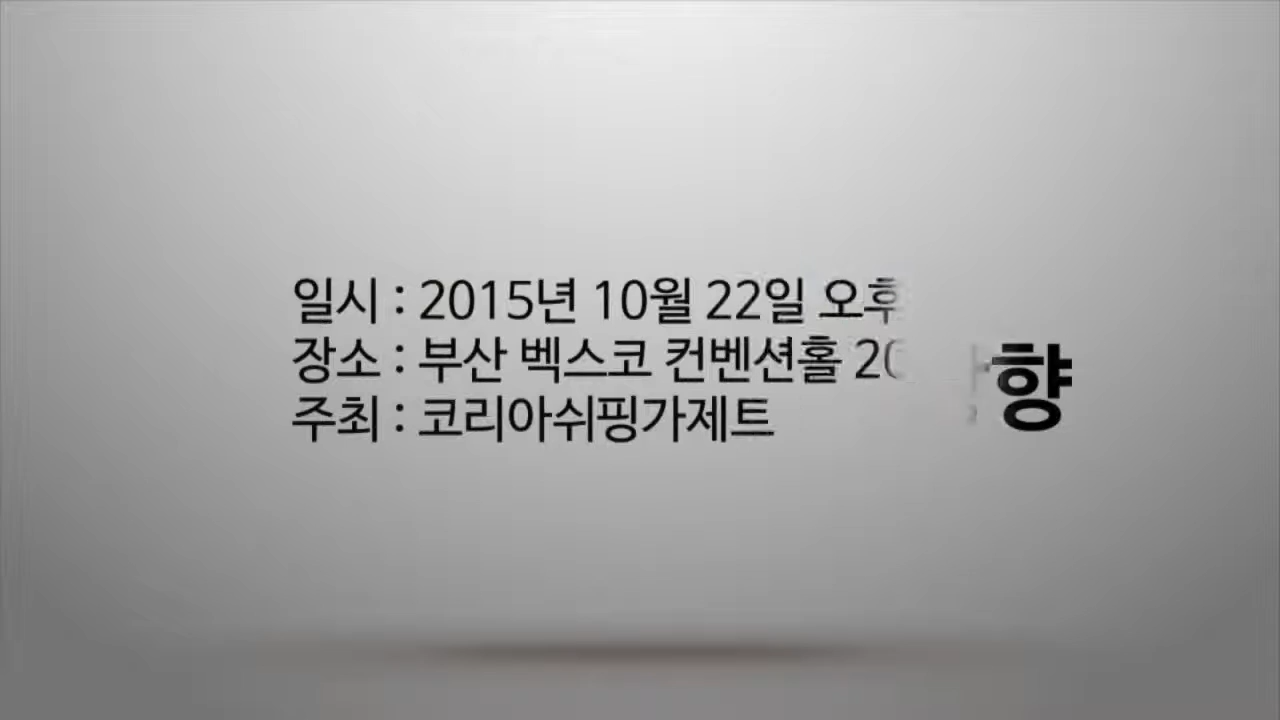 일시 : 2015년 10월 22일 오후
장소 : 부산 벡스코 컨벤션홀
주최 : 코리아쉬핑가제트
향